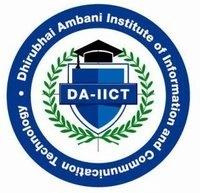 Dhirubhai Ambani Institute of Information and Communication Technology •
DA-IICT